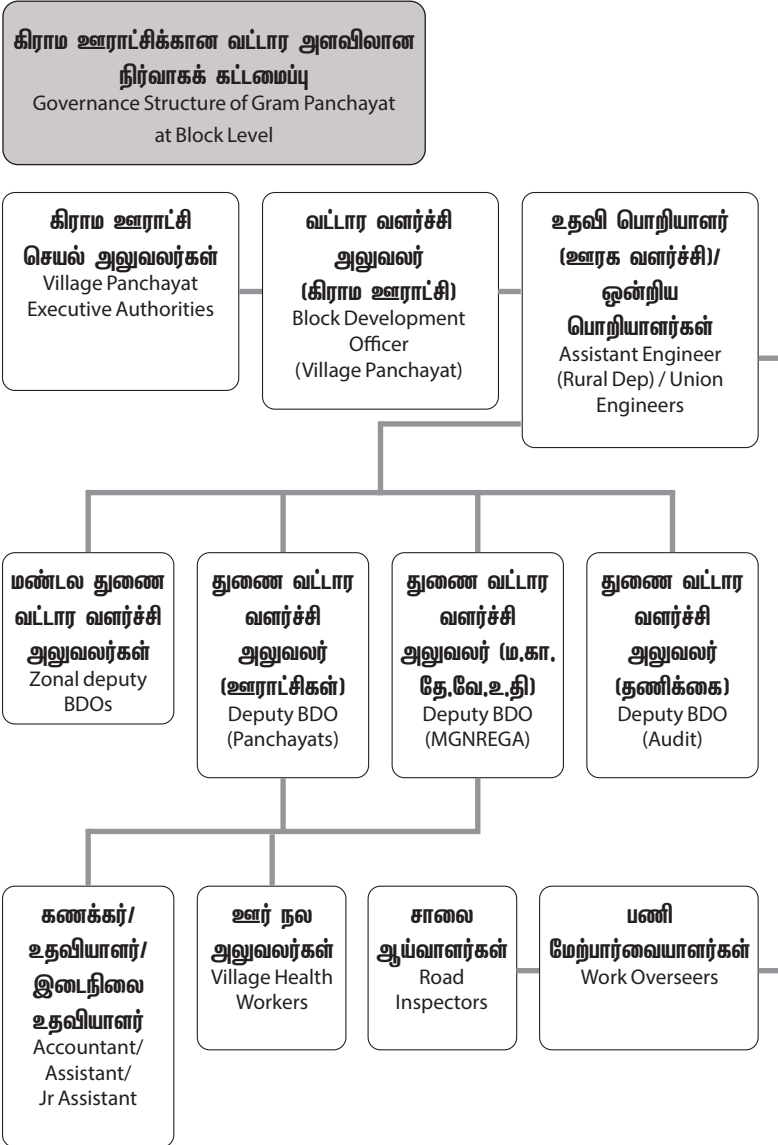 கிராம ஊராட்சிக்கான வட்டார அளவிலான
நிர்வாகக் கட்டமைப்பு
Governance Structure of Gram Panchayat
at Block Level
கிராம ஊராட்சி
செயல் அலுவலர்கள்
Village Panchayat
Executive Authorities
வட்டார வளர்ச்சி
அலுவலர்
(கிராம ஊராட்சி)
Block Development
Officer
(Village Panchayat)
உதவி பொறியாளர்
(ஊரக வளர்ச்சி)/
ஒன்றிய
பொறியாளர்கள்
Assistant Engineer
(Rural Dep) / Union
Engineers
மண்டல துணை
வட்டார வளர்ச்சி
அலுவலர்கள்
Zonal deputy
BDOs
துணை வட்டார
வளர்ச்சி
அலுவலர்
(ஊராட்சிகள்)
Deputy BDO
(Panchayats)
துணை வட்டார
வளர்ச்சி
அலுவலர் (ம.கா.
தே.வே.உ.தி)
Deputy BDO
(MGNREGA)
துணை வட்டார
வளர்ச்சி
அலுவலர்
(தணிக்கை)
Deputy BDO
(Audit)
கணக்கர்/
உதவியாளர்/
இடைநிலை
உதவியாளர்
Accountant/
Assistant/
Jr Assistant
ஊர் நல
அலுவலர்கள்
Village Health
Workers
சாலை
ஆய்வாளர்கள்
Road
Inspectors
பணி
மேற்பார்வையாளர்கள்
Work Overseers